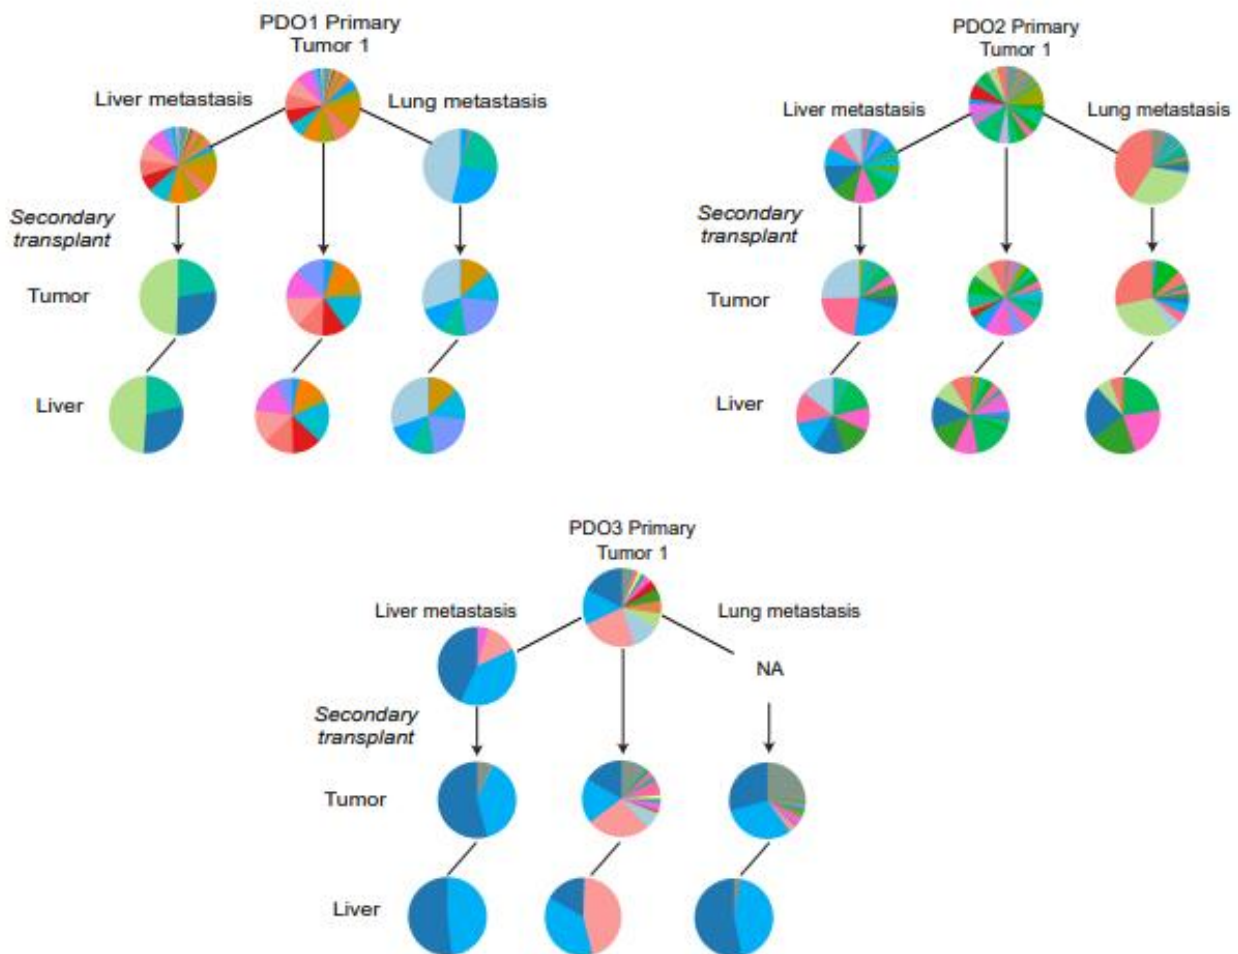 PDO1 Primary
Tumor 1
Liver metastasis
Lung metastasis
Secondary
transplant
Tumor
Liver
PDO2 Primary
Tumor 1
Liver metastasis
Lung metastasis
Secondary
transplant
Tumor
Liver
PDO3 Primary
Tumor 1
Liver metastasis
Lung metastasis
NA
Secondary
transplant
Tumor
Liver